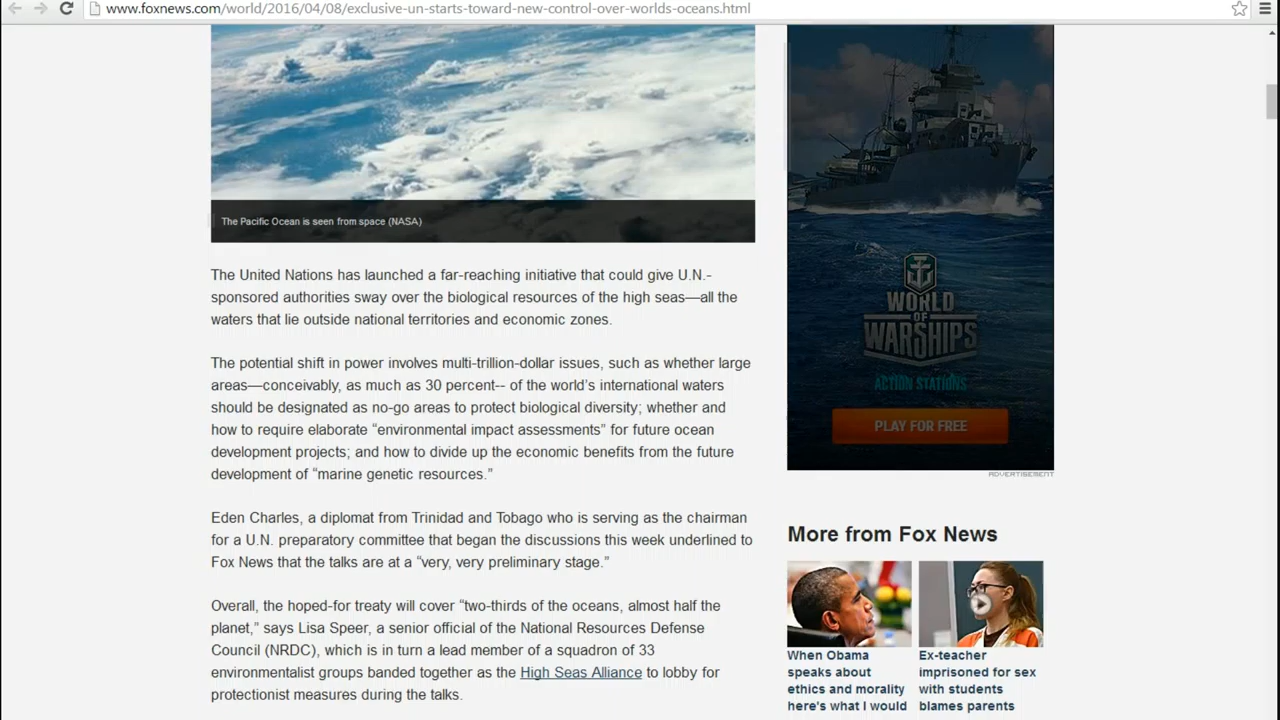 www.foxnews.com/world/2016/04/08/exclusive-un-starts-toward-new-control-over-worlds-oceans.html
The Pacific Ocean is seen from space (NASA)
The United Nations has launched a far-reaching initiative that could give U.N.-
sponsored authorities sway over the biological resources of the high seas—all the
waters that lie outside national territories and economic zones.
The potential shift in power involves multi-trillion-dollar issues, such as whether large
areas—conceivably, as much as 30 percent-- of the world's international waters
should be designated as no-go areas to protect biological diversity; whether and
how to require elaborate “environmental impact assessments” for future ocean
development projects; and how to divide up the economic benefits from the future
development of “marine genetic resources.”
Eden Charles, a diplomat from Trinidad and Tobago who is serving as the chairman
for a U.N. preparatory committee that began the discussions this week underlined to
Fox News that the talks are at a “very, very preliminary stage.”
Overall, the hoped-for treaty will cover “two-thirds of the oceans, almost half the
planet,” says Lisa Speer, a senior official of the National Resources Defense
Council (NRDC), which is in turn a lead member of a squadron of 33
environmentalist groups banded together as the High Seas Alliance to lobby for
protectionist measures during the talks.
WORLD
OF
WARSHIPS
ACTION STATIONS
PLAY FOR FREE
ADVERTISEMENT
More from Fox News
When Obama
speaks about
ethics and morality
here's what I would
Ex-teacher
imprisoned for sex
with students
blames parents